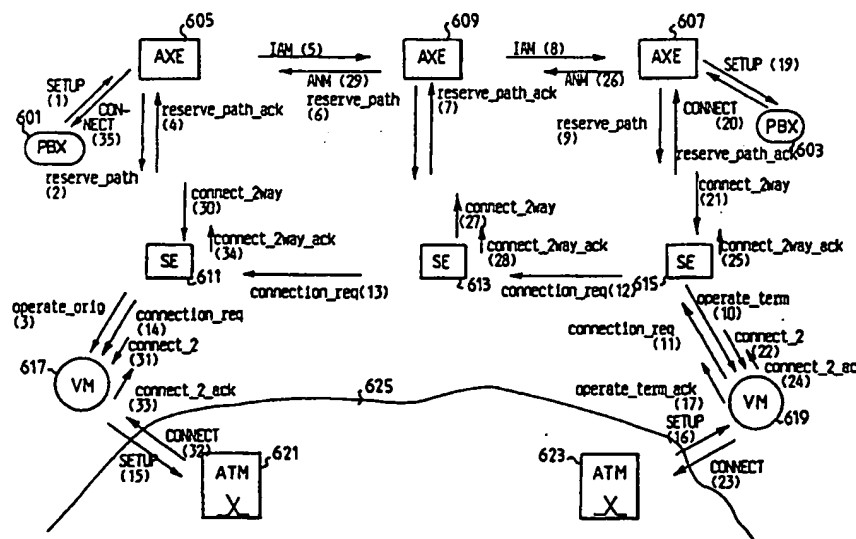 605
609
607
AXE
AXE
AXE
IAM (5)
IAM (8)
ANM (29)
ANM (26)
SETUP
(1)
SETUP (19)
CON-
NECT
(35)
CONNECT
(20)
601
PBX
PBX
603
reserve_path_ack
(4)
reserve_path
(6)
reserve_path_ack
(7)
reserve_path
(9)
reserve_path_ack
reserve_path
(2)
connect_2way
(30)
connect_2way
(27)
connect_2way
(21)
connect_2way_ack
(34)
connect_2way_ack
(28)
connect_2way_ack
(25)
SE
611
SE
613
SE
615
connection_req(13)
connection_req(12)
operate_orig
(3)
connection_req
(14)
connect_2
(31)
operate_term
(10)
connection_req
(11)
connect_2
(22)
connect_2_ac
(24)
617
VM
connect_2_ack
(33)
625
operate_term_ack
(17)
VM
619
CONNECT
(32)
SETUP
(15)
SETUP
(16)
CONNECT
(23)
ATM
X
621
623
ATM
X